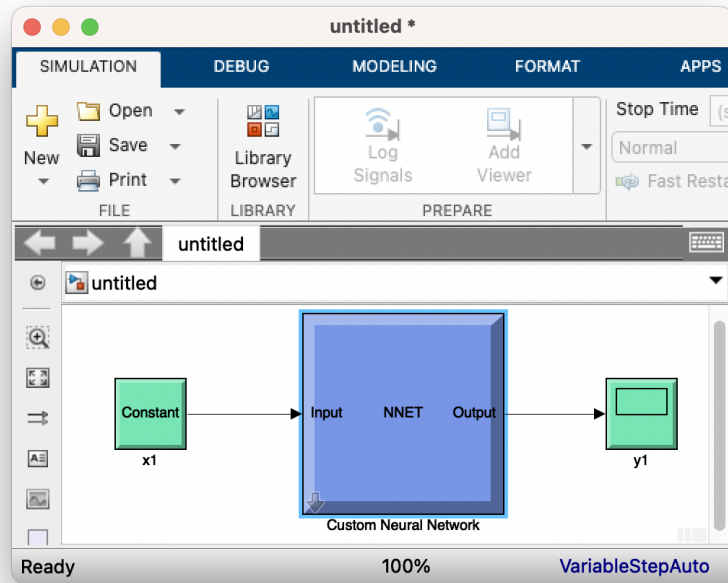 untitled *
SIMULATION DEBUG MODELING FORMAT APPS
New
Open
Save
Print
FILE
Library
Browser
LIBRARY
Log
Signals
Add
Viewer
PREPARE
Stop Time
Normal
Fast Resta
untitled
untitled
Constant
x1
Input NNET Output
Custom Neural Network
y1
Ready 100% VariableStepAuto